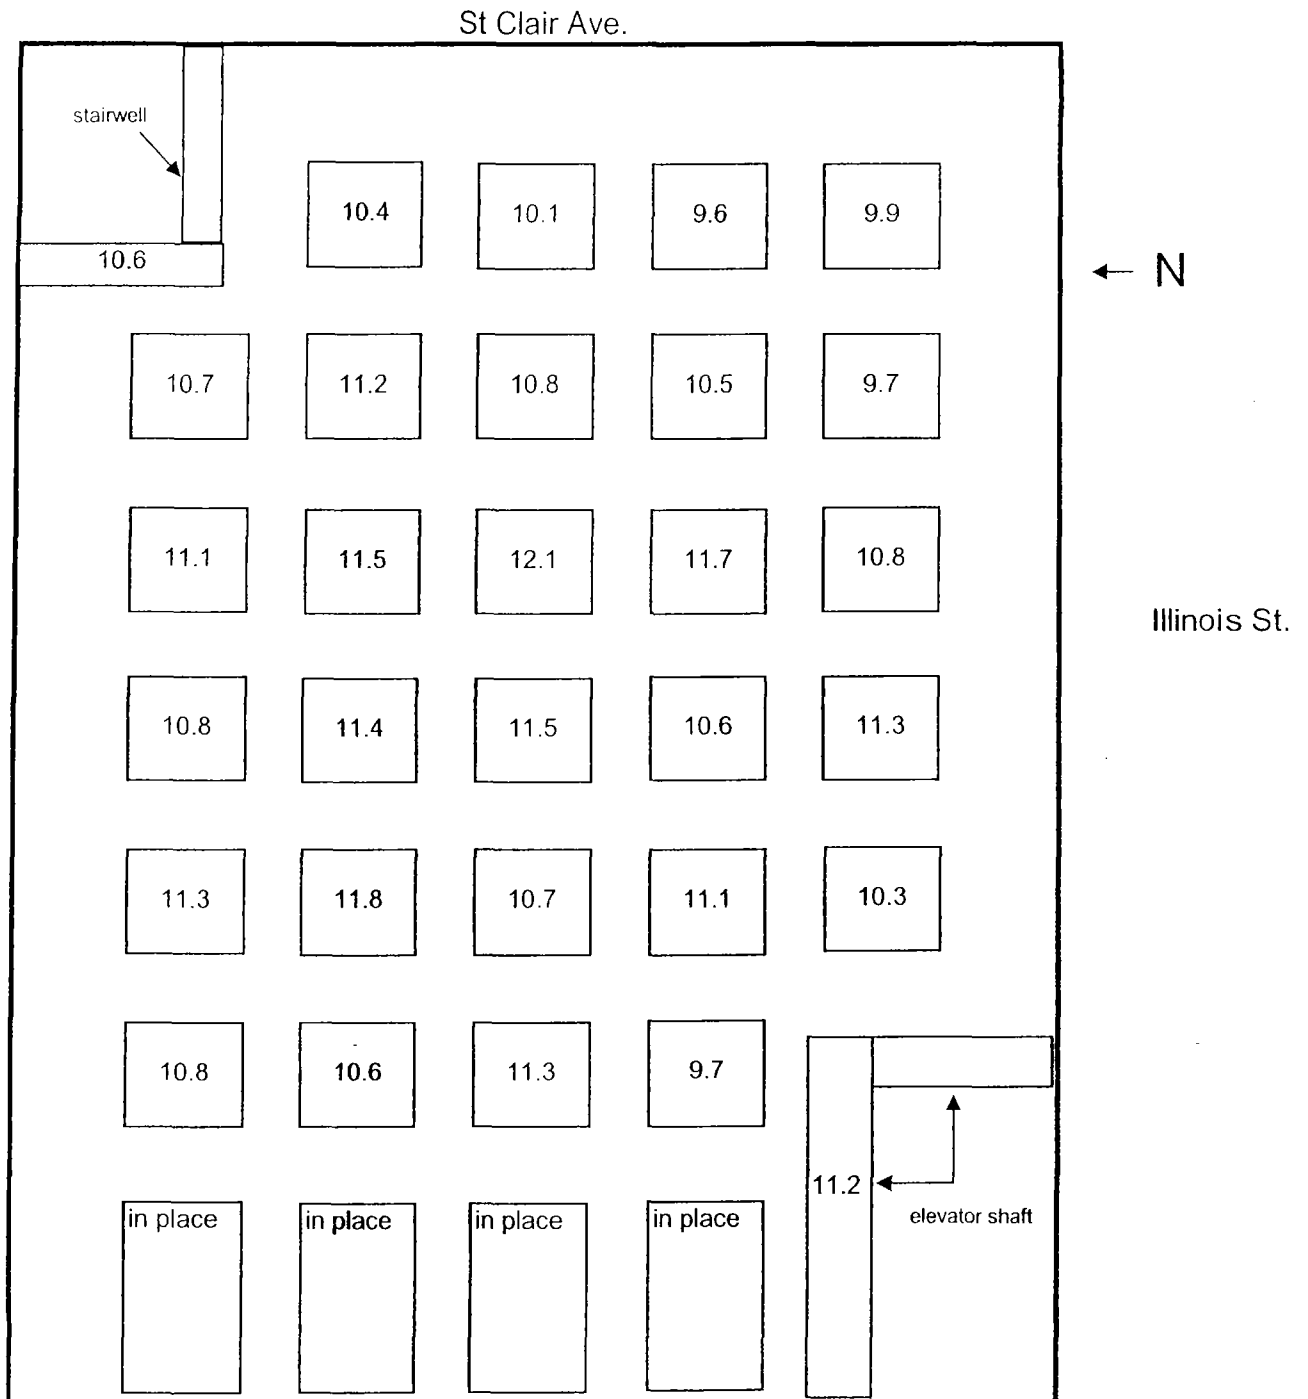 St Clair Ave.
stairwell
10.4 10.1 9.6 9.9
10.6
N
10.7 11.2 10.8 10.5 9.7
11.1 11.5 12.1 11.7 10.8
Illinois St.
10.8 11.4 11.5 10.6 11.3
11.3 11.8 10.7 11.1 10.3
10.8 10.6 11.3 9.7
11.2
in place in place in place in place
elevator shaft